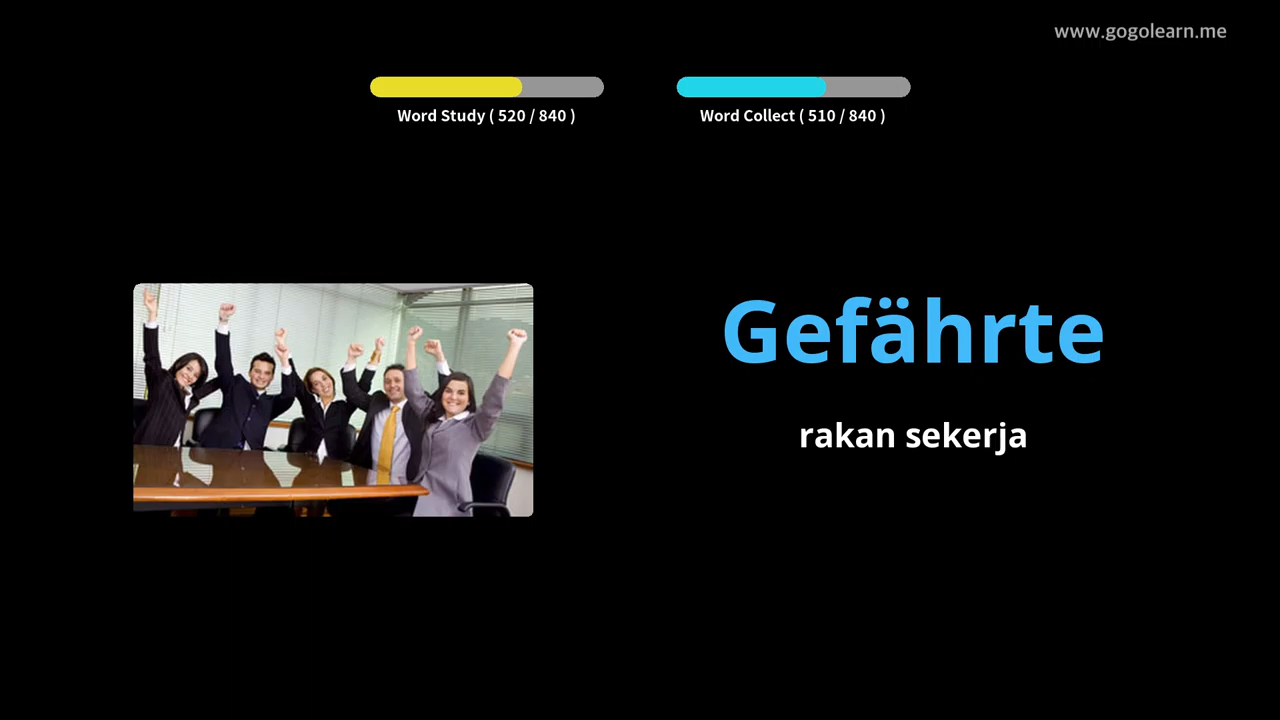 www.gogolearn.me
Word Study ( 520 / 840 )
Word Collect ( 510 / 840 )
Gefährte
rakan sekerja